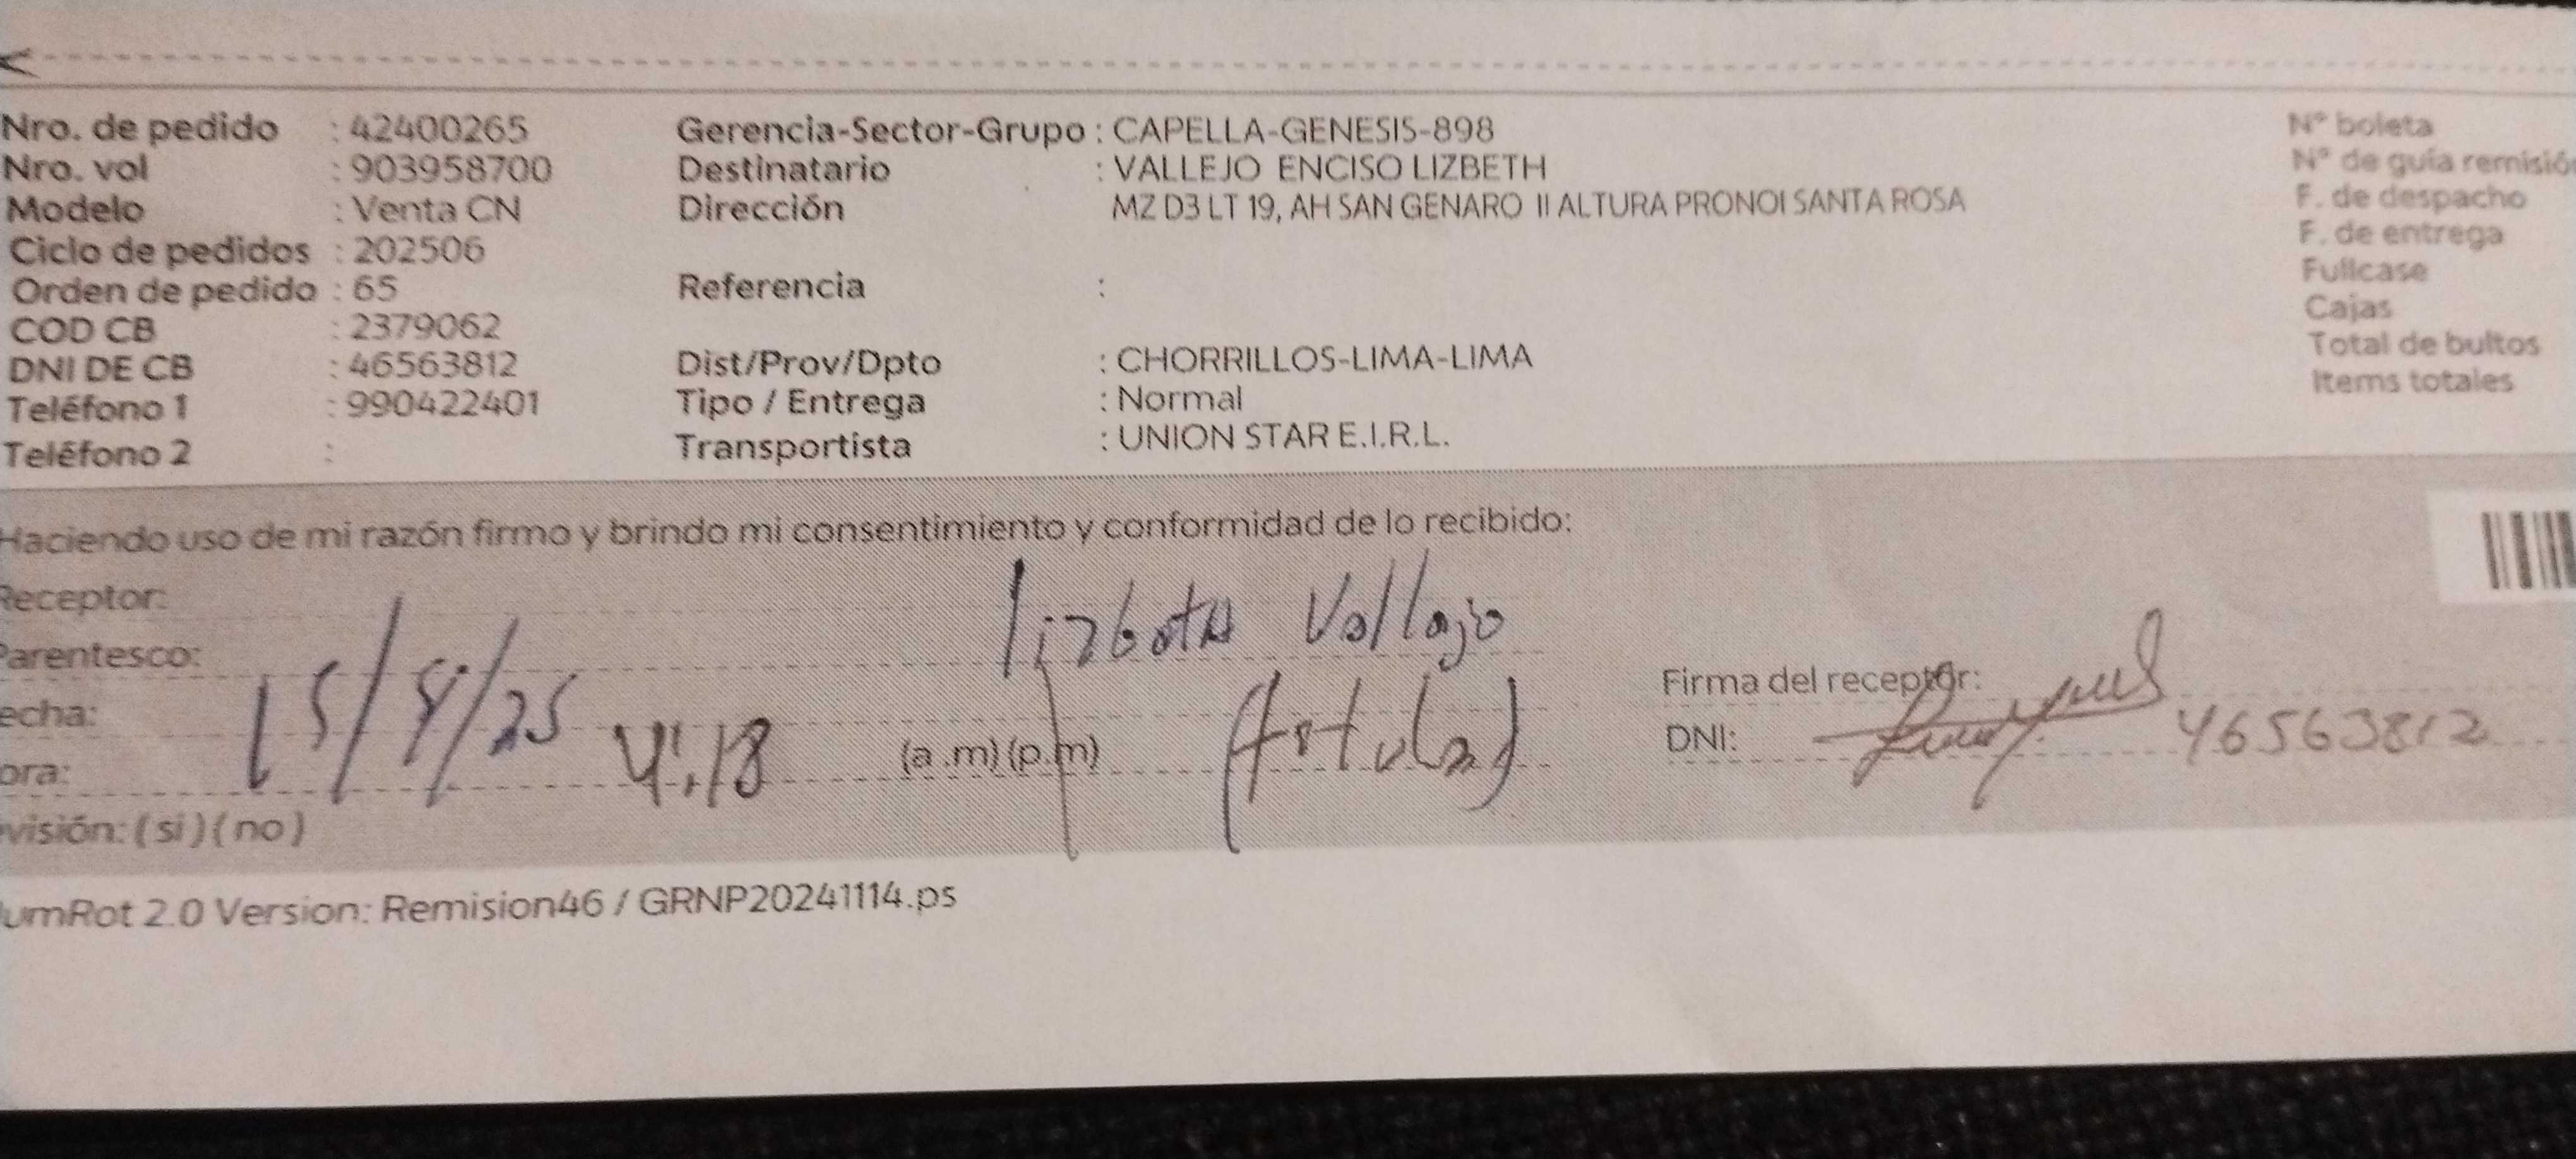 Nro. de pedido : 42400265 Gerencia-Sector-Grupo : CAPELLA-GENESIS-898 N° boleta
Nro. vol : 903958700 Destinatario : VALLEJO ENCISO LIZBETH N° de guía remisión
Modelo : Venta CN Dirección MZ D3 LT 19, AH SAN GENARO II ALTURA PRONOI SANTA ROSA F. de despacho
Ciclo de pedidos : 202506 F. de entrega
Orden de pedido : 65 Referencia : Fullcase
COD CB : 2379062 Cajas
DNI DE CB : 46563812 Dist/Prov/Dpto : CHORRILLOS-LIMA-LIMA Total de bultos
Teléfono 1 : 990422401 Tipo / Entrega : Normal Items totales
Teléfono 2 : Transportista : UNION STAR E.I.R.L.
Haciendo uso de mi razón firmo y brindo mi consentimiento y conformidad de lo recibido:
Receptor: lizbeth Vallejo
Parentesco:
echa: 15/ /25 Firma del receptor:
ora: 4:18 (a .m) (p.m) DNI: 46563812
visión: ( si ) ( no )
umRot 2.0 Version: Remision46 / GRNP20241114.ps